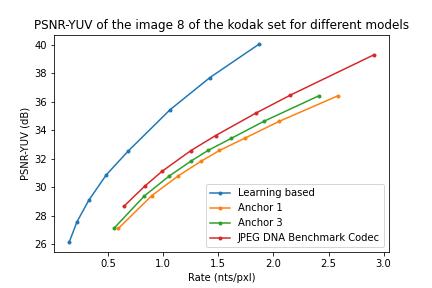 PSNR-YUV of the image 8 of the kodak set for different models
40
38
36
34
32
30
28
26
PSNR-YUV (dB)
Learning based
Anchor 1
Anchor 3
JPEG DNA Benchmark Codec
0.5 1.0 1.5 2.0 2.5 3.0
Rate (nts/pxl)